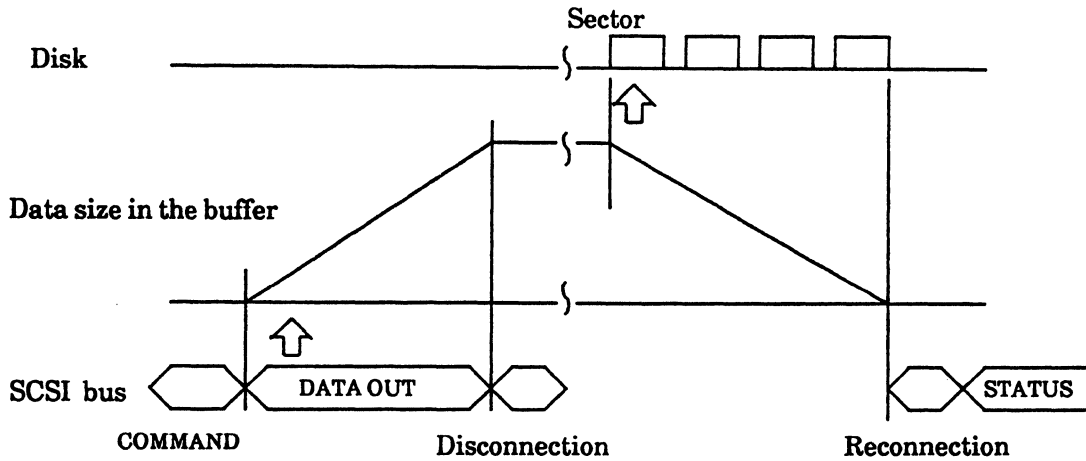 Sector
Disk
Data size in the buffer
SCSI bus
DATA OUT
STATUS
COMMAND
Disconnection
Reconnection